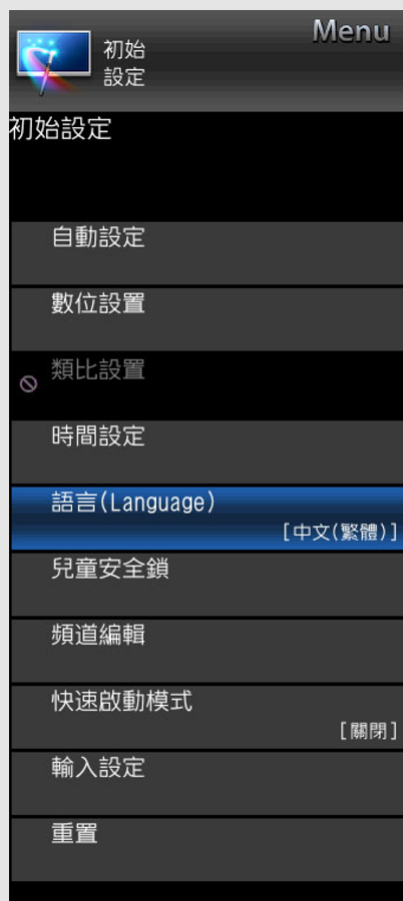 Menu
初始
設定
初始設定
自動設定
數位設置
類比設置
時間設定
語言(Language)
[中文(繁體)]
兒童安全鎖
頻道編輯
快速啟動模式
[關閉]
輸入設定
重置